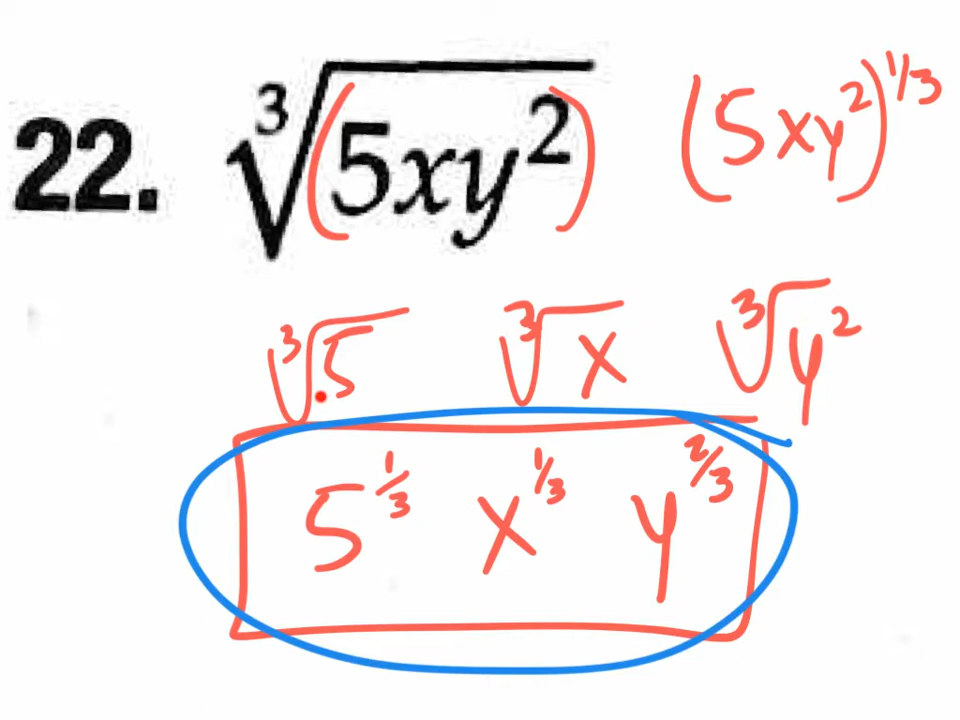 22. ∛(5xy²) (5xy²)^1/3
∛5 ∛x ∛y²
5^1/3 x^1/3 y^2/3